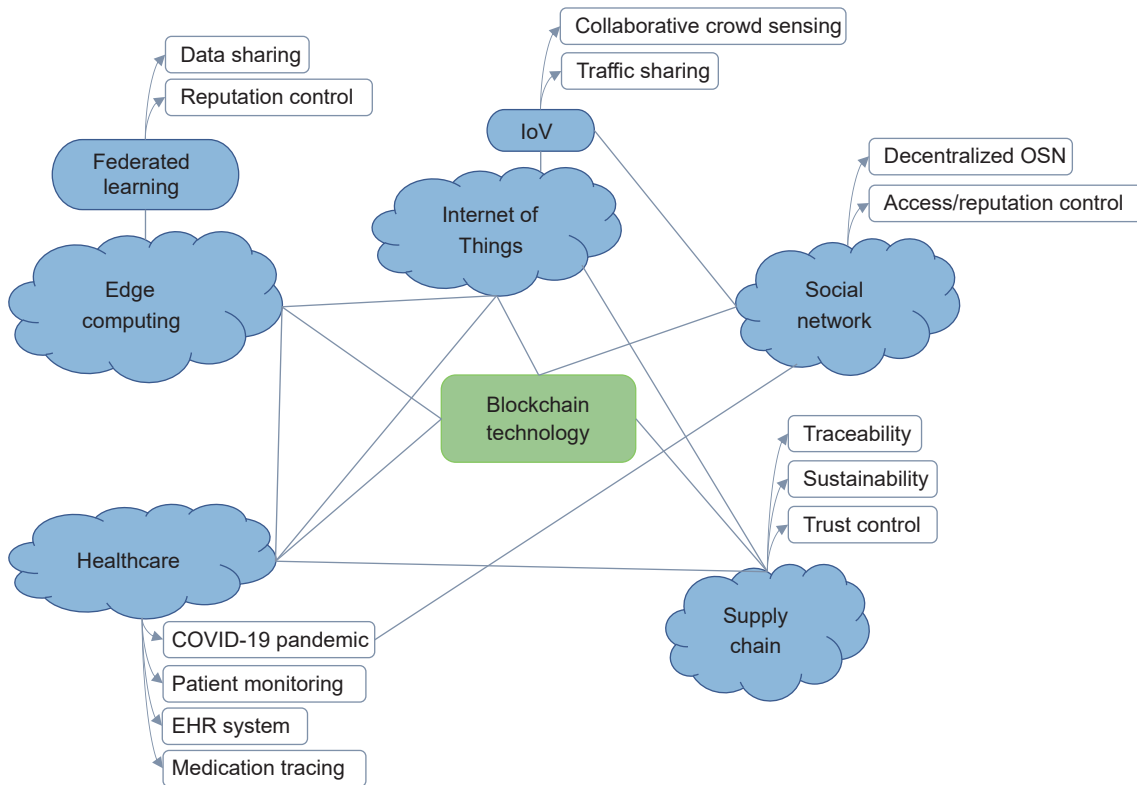 Collaborative crowd sensing
Traffic sharing
Data sharing
Reputation control
IoV
Federated
learning
Decentralized OSN
Access/reputation control
Internet of
Things
Edge
computing
Social
network
Blockchain
technology
Traceability
Sustainability
Trust control
Healthcare
Supply
chain
COVID-19 pandemic
Patient monitoring
EHR system
Medication tracing